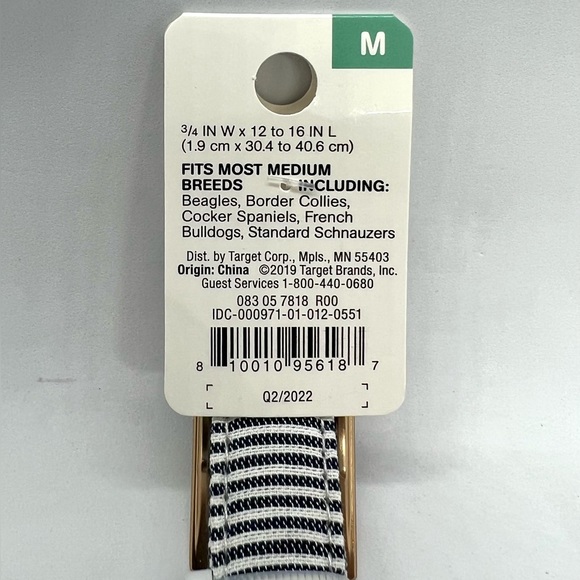 M
3/4 IN W x 12 to 16 IN L
(1.9 cm x 30.4 to 40.6 cm)
FITS MOST MEDIUM
BREEDS INCLUDING:
Beagles, Border Collies,
Cocker Spaniels, French
Bulldogs, Standard Schnauzers
Dist. by Target Corp., Mpls., MN 55403
Origin: China ©2019 Target Brands, Inc.
Guest Services 1-800-440-0680
083 05 7818 R00
IDC-000971-01-012-0551
8 10010 95618 7
Q2/2022